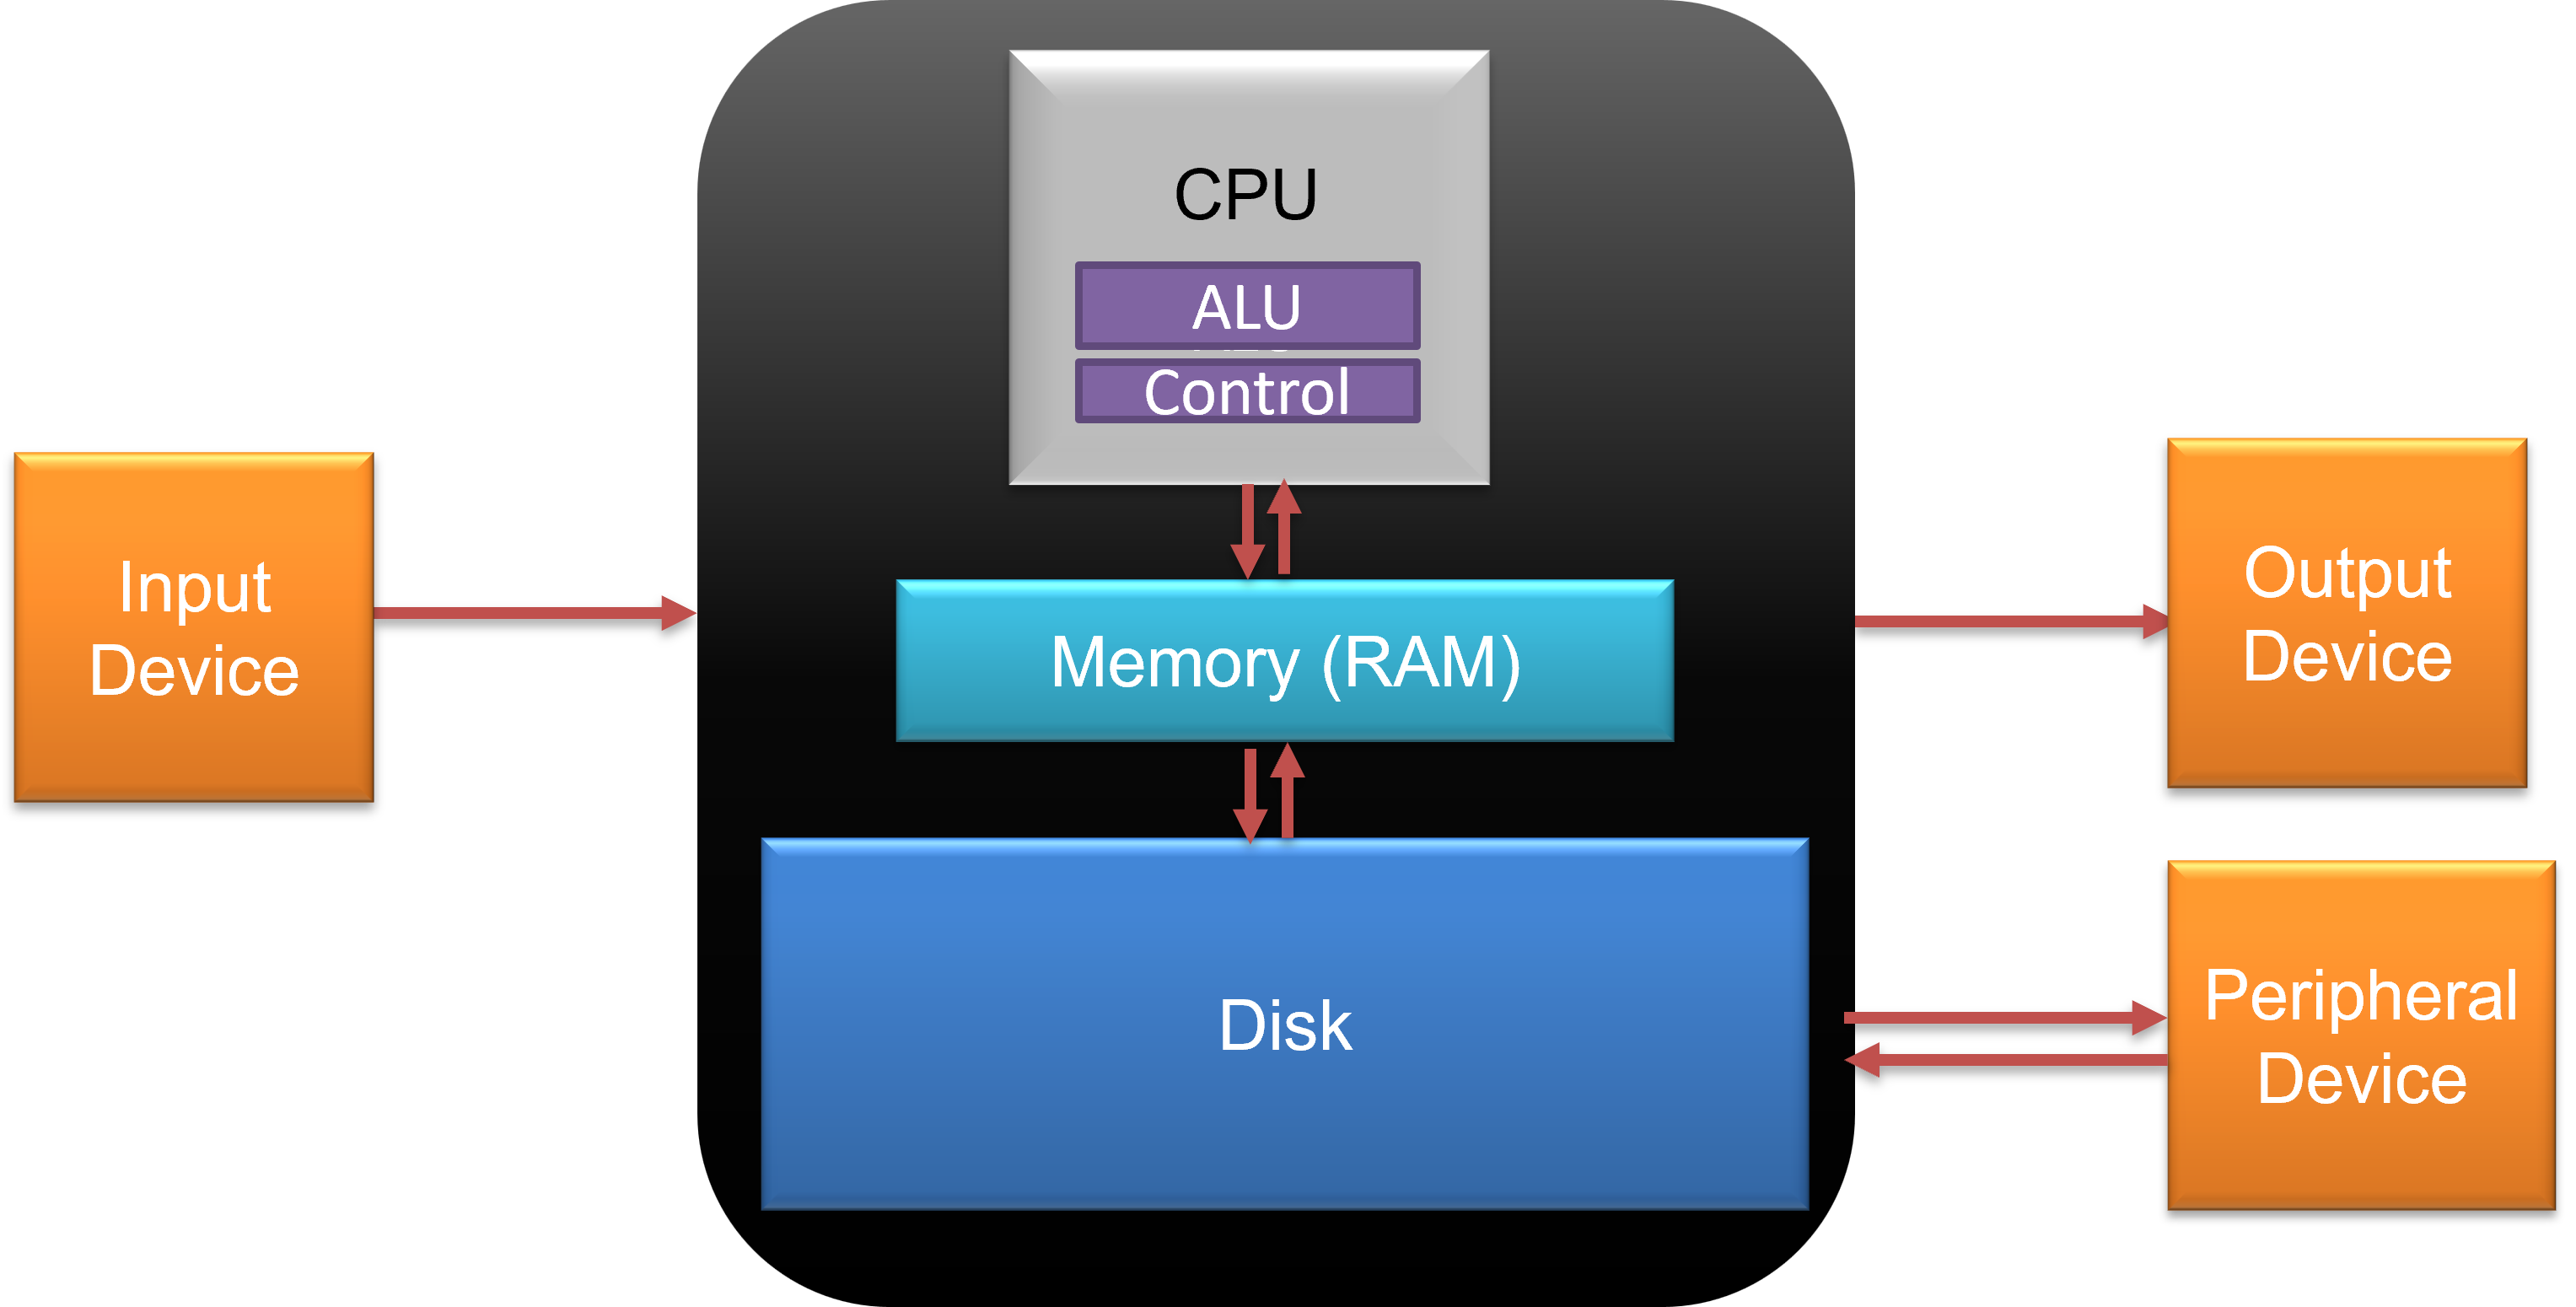 CPU
ALU
Control
Input
Device
Memory (RAM)
Output
Device
Disk
Peripheral
Device